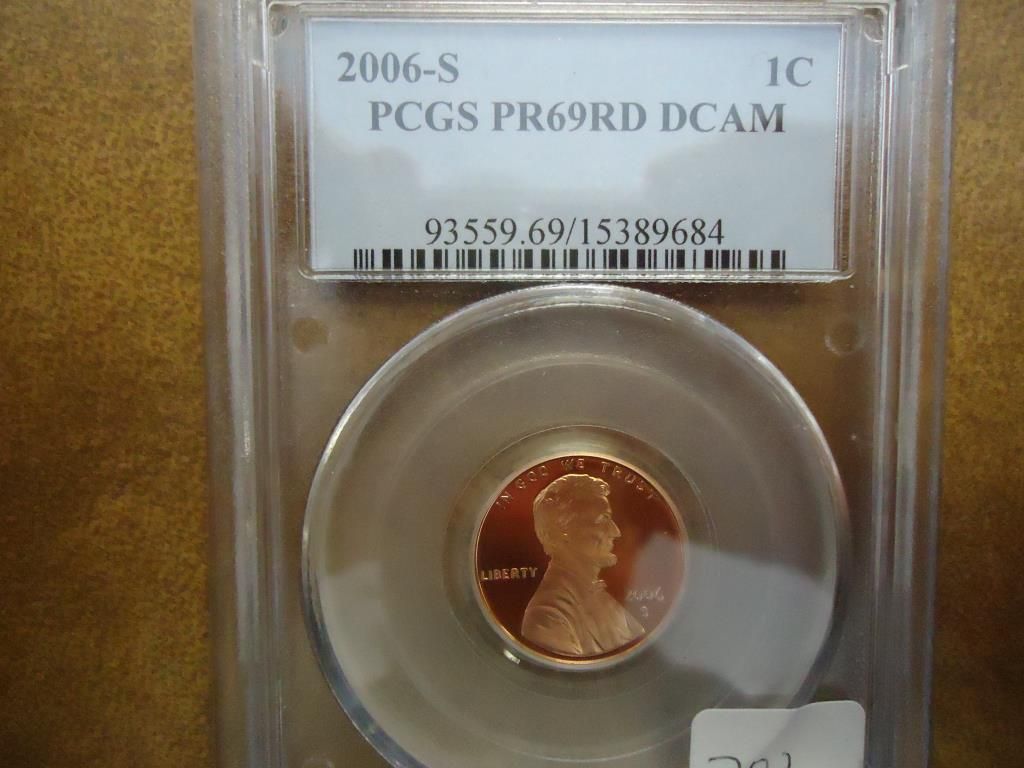 2006-S 1C
PCGS PR69RD DCAM
93559.69/15389684
IN GOD WE TRUST
LIBERTY
2006
S